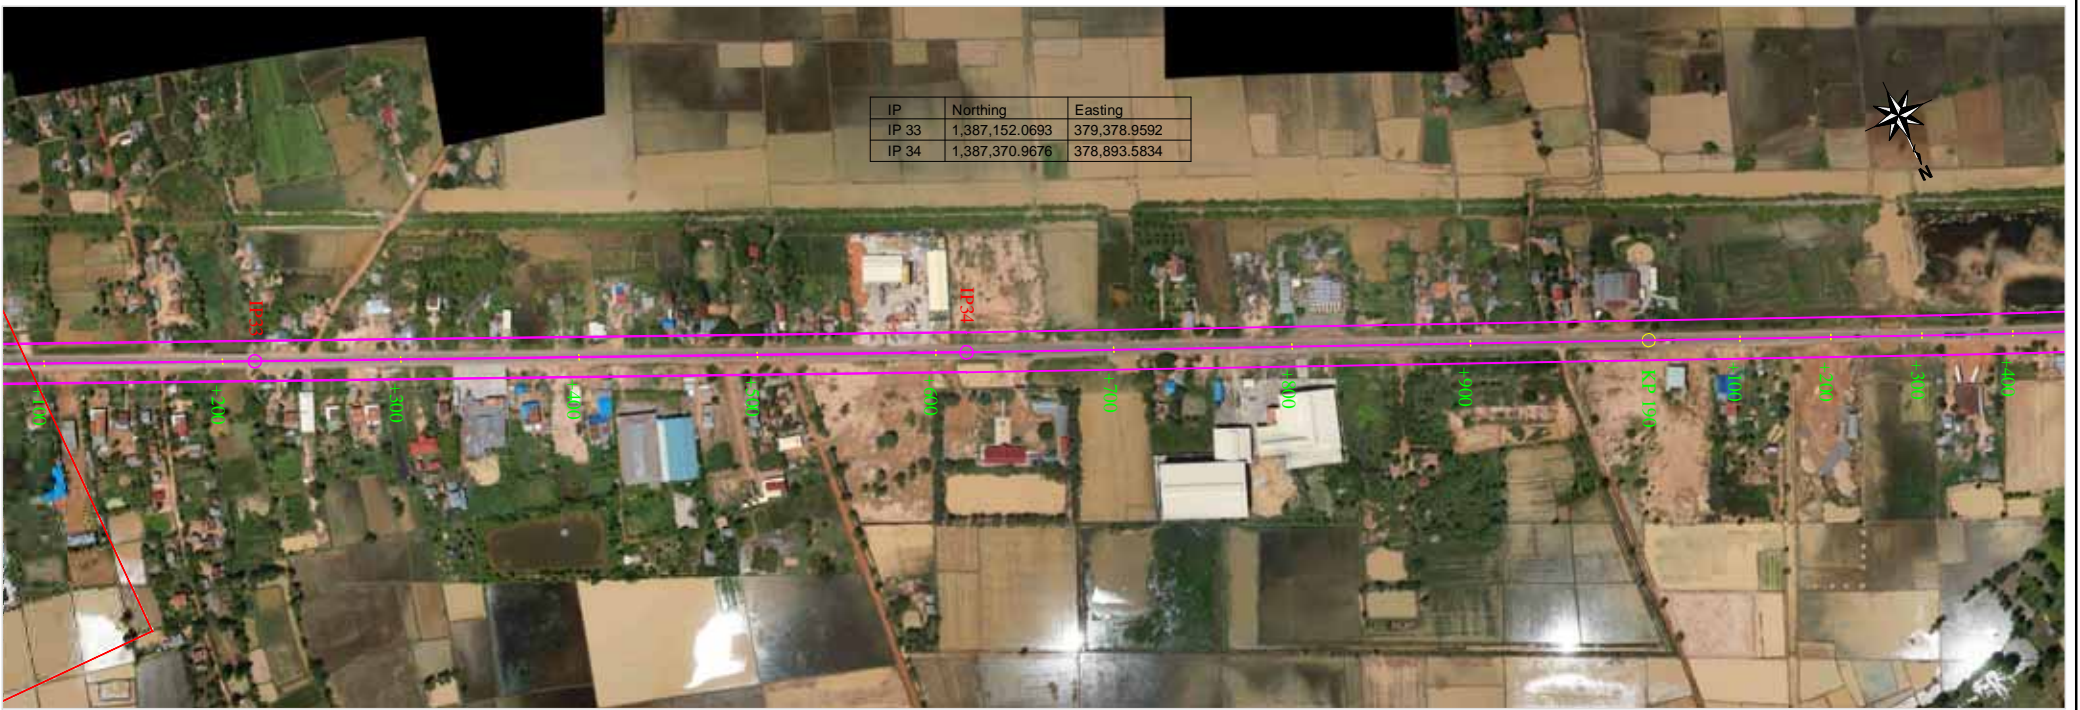 IP Northing Easting
IP 33 1,387,152.0693 379,378.9592
IP 34 1,387,370.9676 378,893.5834
N
IP33
IP34
+100
+200
+300
+400
+500
+600
+700
+800
+900
KP 190
+100
+200
+300
+400